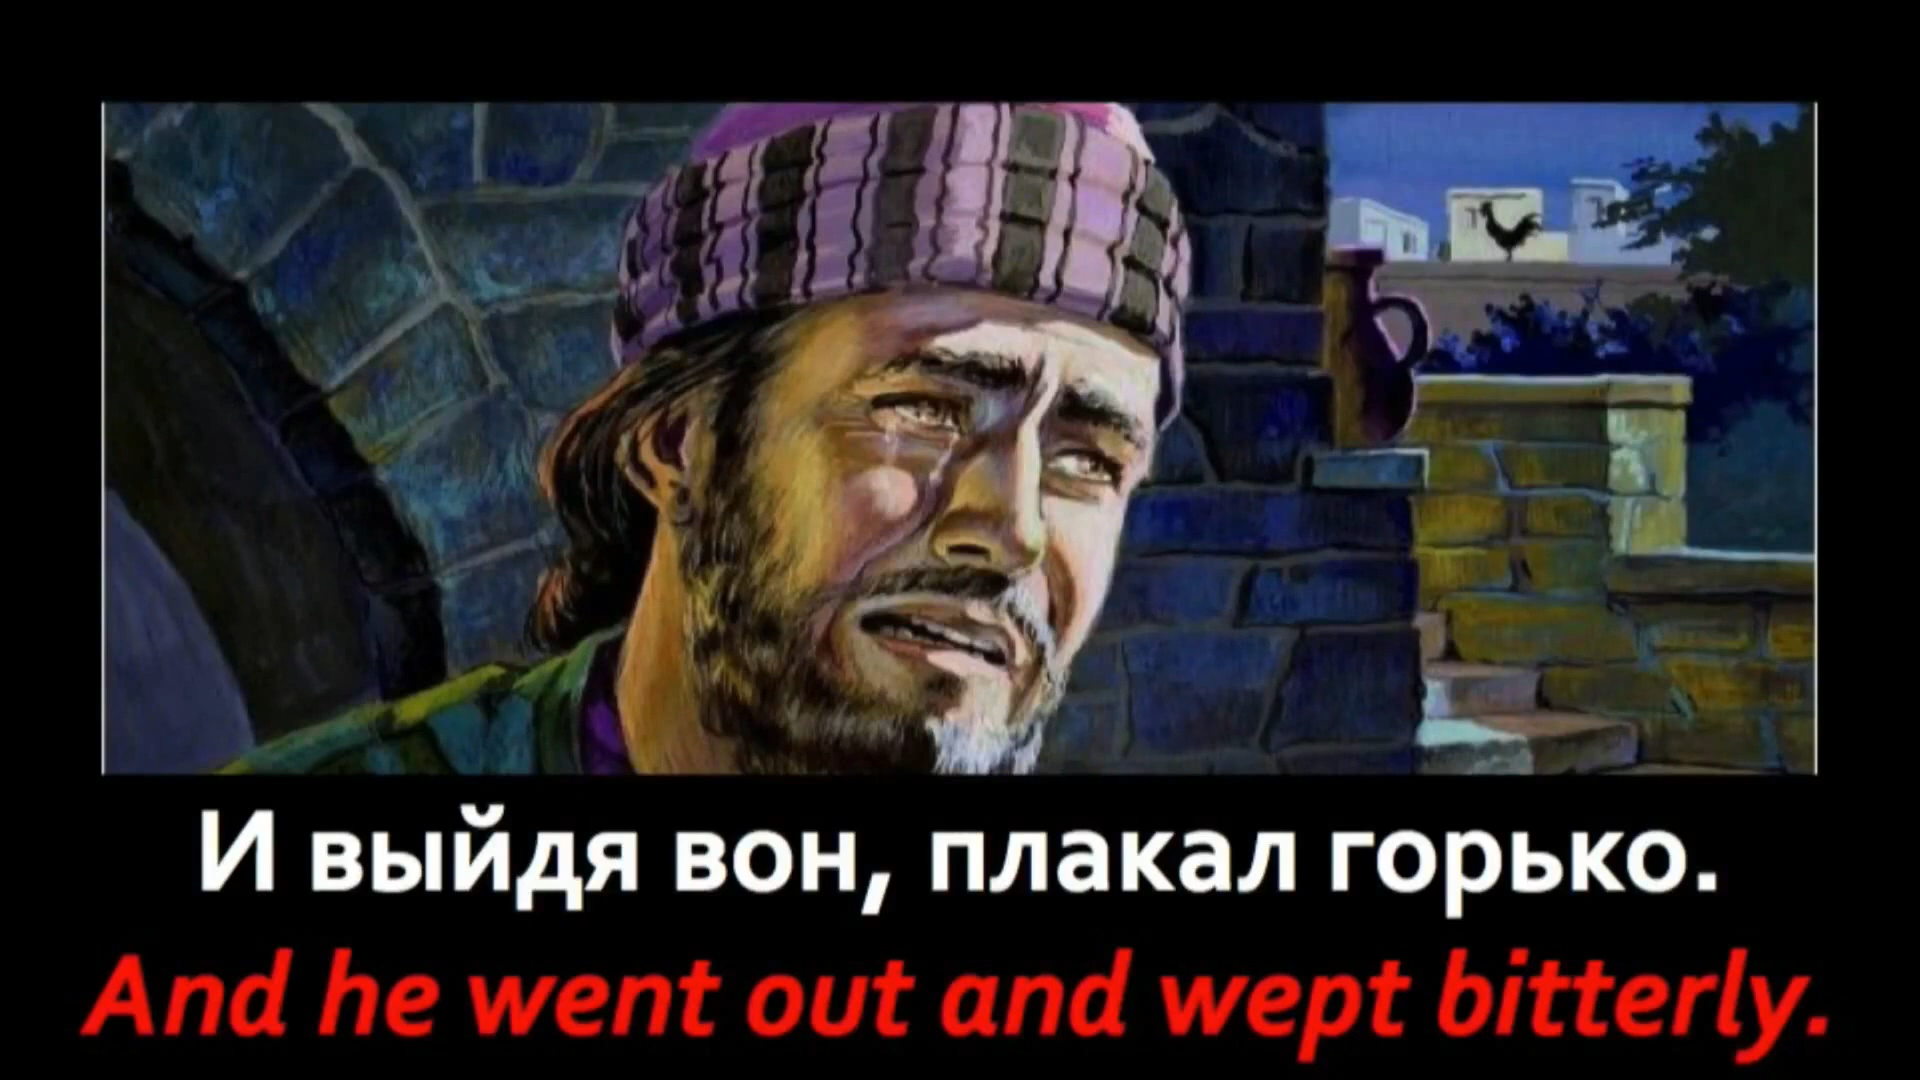 И выйдя вон, плакал горько.
And he went out and wept bitterly.